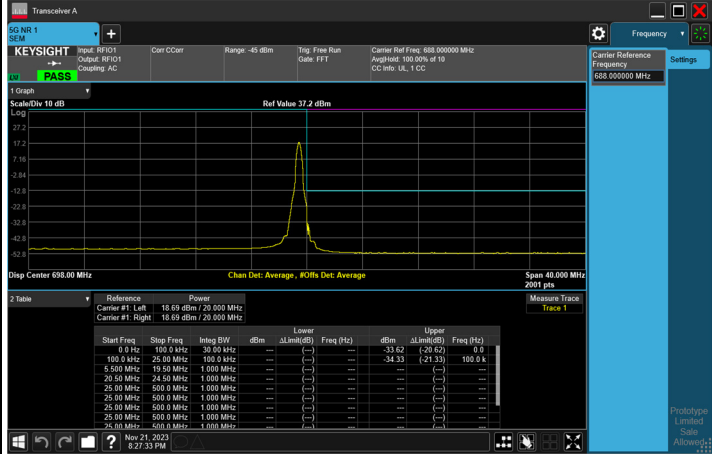 Transceiver A
5G NR 1
SEM
Frequency
KEYSIGHT
Input: RFIO1
Output: RFIO1
Coupling: AC
Corr CCorr
Range: -45 dBm
Trig: Free Run
Gate: FFT
Carrier Ref Freq: 688.000000 MHz
Avg|Hold: 100.00% of 10
CC Info: UL, 1 CC
LXI
PASS
Carrier Reference
Frequency
688.000000 MHz
Settings
1 Graph
Scale/Div 10 dB
Ref Value 37.2 dBm
Log
27.2
17.2
7.16
-2.84
-12.8
-22.8
-32.8
-42.8
-52.8
Disp Center 698.00 MHz
Chan Det: Average , #Offs Det: Average
Span 40.000 MHz
2001 pts
2 Table
Reference Power
Carrier #1: Left 18.69 dBm / 20.000 MHz
Carrier #1: Right 18.69 dBm / 20.000 MHz
Measure Trace
Trace 1
Lower Upper
Start Freq Stop Freq Integ BW dBm ΔLimit(dB) Freq (Hz) dBm ΔLimit(dB) Freq (Hz)
0.0 Hz 100.0 kHz 30.00 kHz --- (---) --- -33.62 (-20.62) 0.0
100.0 kHz 25.00 MHz 100.0 kHz --- (---) --- -34.33 (-21.33) 100.0 k
5.500 MHz 19.50 MHz 1.000 MHz --- (---) --- --- (---) ---
20.50 MHz 24.50 MHz 1.000 MHz --- (---) --- --- (---) ---
25.00 MHz 500.0 MHz 1.000 MHz --- (---) --- --- (---) ---
25.00 MHz 500.0 MHz 1.000 MHz --- (---) --- --- (---) ---
25.00 MHz 500.0 MHz 1.000 MHz --- (---) --- --- (---) ---
25.00 MHz 500.0 MHz 1.000 MHz --- (---) --- --- (---) ---
25.00 MHz 500.0 MHz 1.000 MHz --- (---) --- --- (---) ---
Prototype
Limited
Sale
Allowed
Nov 21, 2023
8:27:33 PM